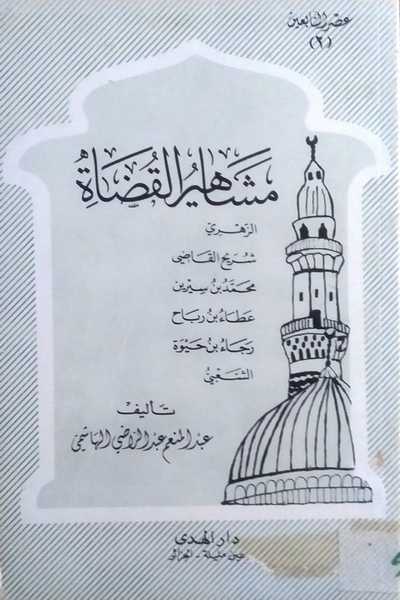 عصر التابعين
(٢)
مشاهير القضاة
الزهري
شريح القاضي
محمد بن سيرين
عطاء بن رباح
رجاء بن حيوة
الشعبي
تأليف
عبد المنعم عبد الراضي الهاشمي
دار الهدى
عين مليلة - الجزائر